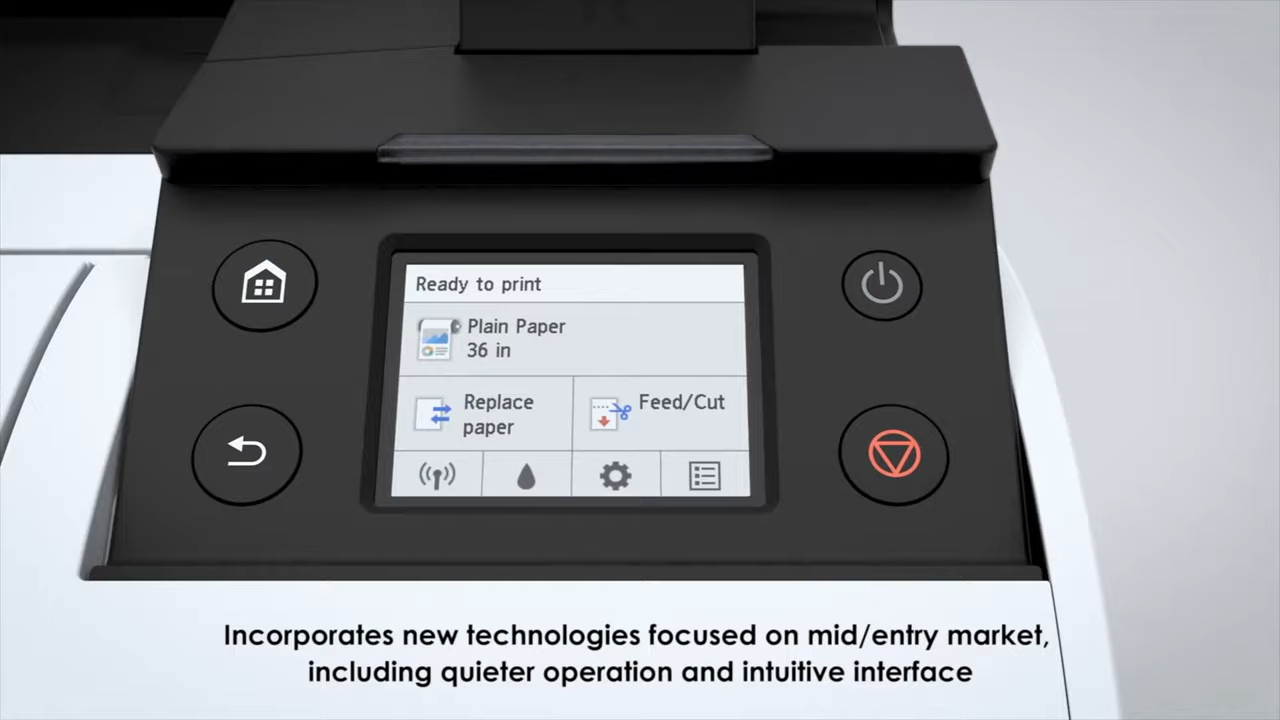 Ready to print
Plain Paper
36 in
Replace
paper
Feed/Cut
Incorporates new technologies focused on mid/entry market,
including quieter operation and intuitive interface